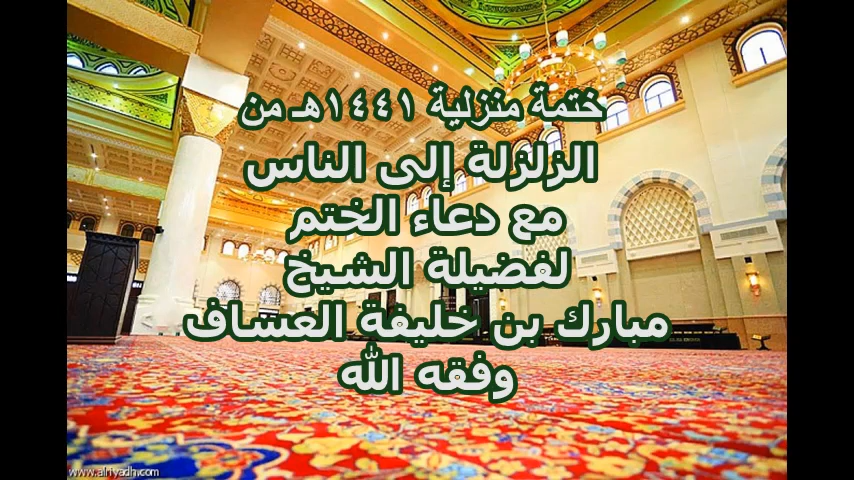 ختمة منزلية ١٤٤١هـ من
الزلزلة إلى الناس
مع دعاء الختم
لفضيلة الشيخ
مبارك بن خليفة العساف
وفقه الله
www.alriyadh.com